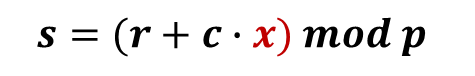 s = (r + c · x) mod p